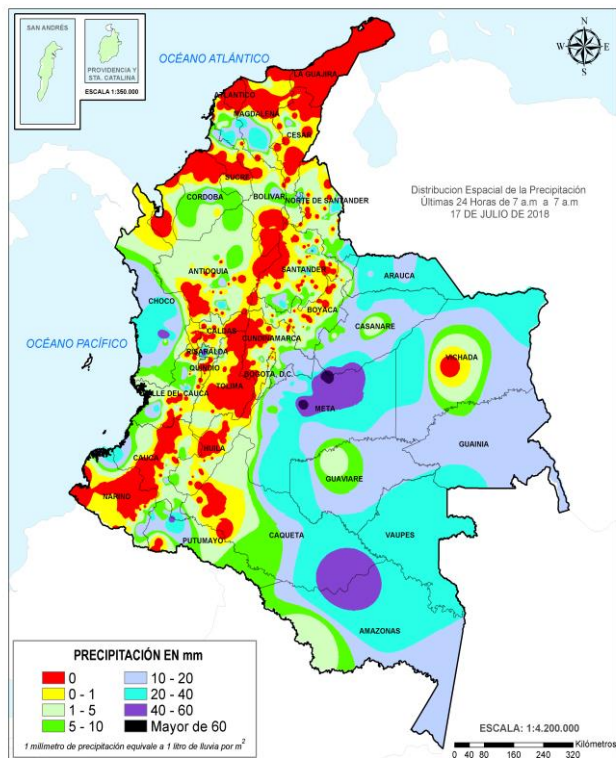 SAN ANDRÉS
PROVIDENCIA Y
STA. CATALINA
ESCALA 1:350.000
OCÉANO ATLÁNTICO
N
W
E
S
LA GUAJIRA
ATLANTICO
MAGDALENA
CESAR
SUCRE
CORDOBA
BOLIVAR
NORTE DE SANTANDER
Distribucion Espacial de la Precipitación
Últimas 24 Horas de 7 a.m a 7 a.m
17 DE JULIO DE 2018
ANTIOQUIA
SANTANDER
ARAUCA
CHOCO
BOYACA
CASANARE
OCÉANO PACÍFICO
CALDAS
CUNDINAMARCA
VICHADA
RISARALDA
QUINDIO
BOGOTA, D.C.
TOLIMA
VALLE DEL CAUCA
META
GUAINIA
CAUCA
HUILA
GUAVIARE
NARIÑO
CAQUETA
VAUPES
PUTUMAYO
AMAZONAS
PRECIPITACIÓN EN mm
0
10 - 20
0 - 1
20 - 40
1 - 5
40 - 60
5 - 10
Mayor de 60
1 milímetro de precipitación equivale a 1 litro de lluvia por m2
ESCALA: 1:4.200.000
Kilómetros
0 40 80 160 240 320